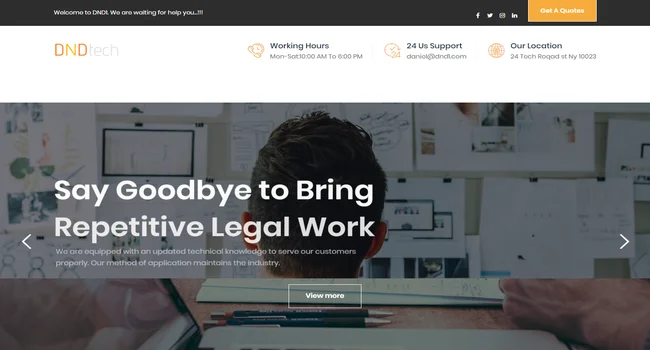 Welcome to DNDI. We are waiting for help you...!!!
Get A Quotes
DNDtech
Working Hours
Mon-Sat:10:00 AM To 6:00 PM
24 Us Support
daniel@dndi.com
Our Location
24 Tech Roqad st Ny 10023
Say Goodbye to Bring
Repetitive Legal Work
We are equipped with an updated technical knowledge to serve our customers
properly. Our method of application maintains the industry.
View more